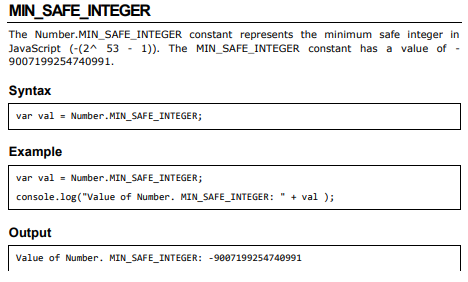 MIN_SAFE_INTEGER
The Number.MIN_SAFE_INTEGER constant represents the minimum safe integer in
JavaScript (-(2^ 53 - 1)). The MIN_SAFE_INTEGER constant has a value of -
9007199254740991.
Syntax
var val = Number.MIN_SAFE_INTEGER;
Example
var val = Number.MIN_SAFE_INTEGER;
console.log("Value of Number. MIN_SAFE_INTEGER: " + val );
Output
Value of Number. MIN_SAFE_INTEGER: -9007199254740991